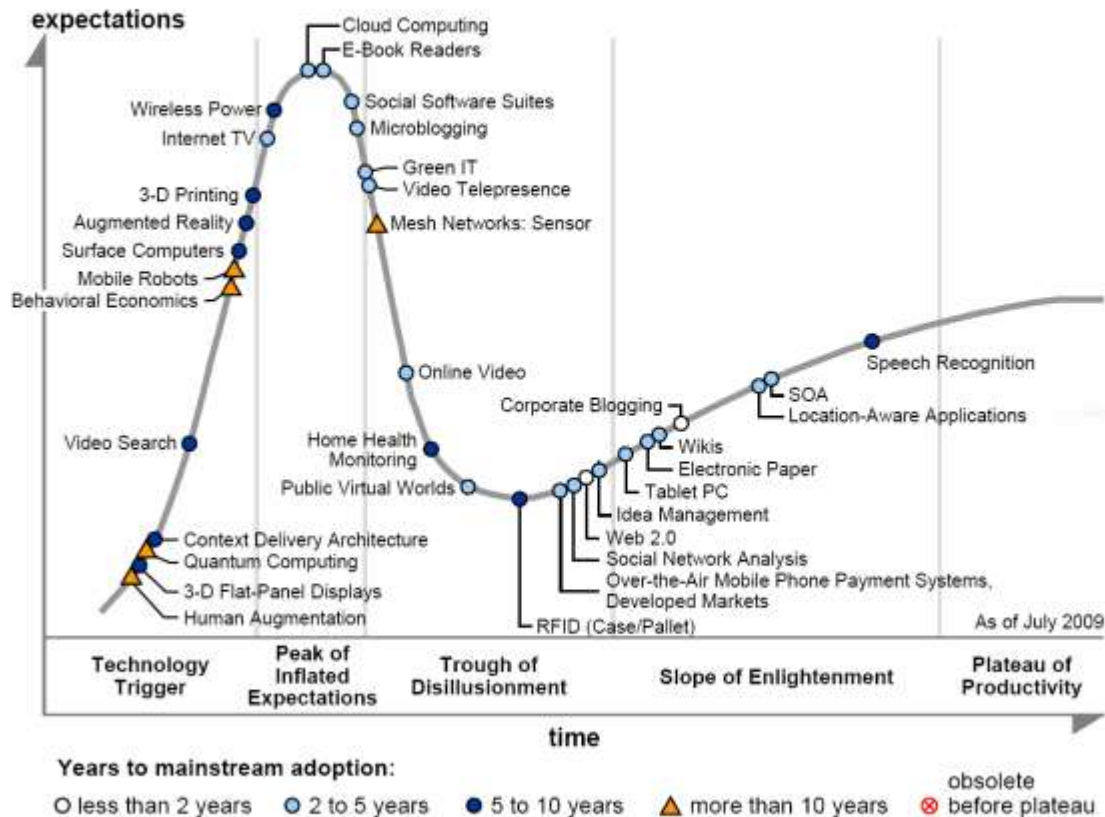 expectations
Cloud Computing
E-Book Readers
Wireless Power
Social Software Suites
Internet TV
Microblogging
Green IT
3-D Printing
Video Telepresence
Augmented Reality
Mesh Networks: Sensor
Surface Computers
Mobile Robots
Behavioral Economics
Speech Recognition
Online Video
SOA
Corporate Blogging
Location-Aware Applications
Video Search
Home Health
Monitoring
Wikis
Electronic Paper
Public Virtual Worlds
Tablet PC
Idea Management
Web 2.0
Context Delivery Architecture
Quantum Computing
Social Network Analysis
3-D Flat-Panel Displays
Over-the-Air Mobile Phone Payment Systems,
Developed Markets
Human Augmentation
RFID (Case/Pallet)
As of July 2009
Technology
Trigger
Peak of
Inflated
Expectations
Trough of
Disillusionment
Slope of Enlightenment
Plateau of
Productivity
time
Years to mainstream adoption:
less than 2 years
2 to 5 years
5 to 10 years
more than 10 years
obsolete
before plateau